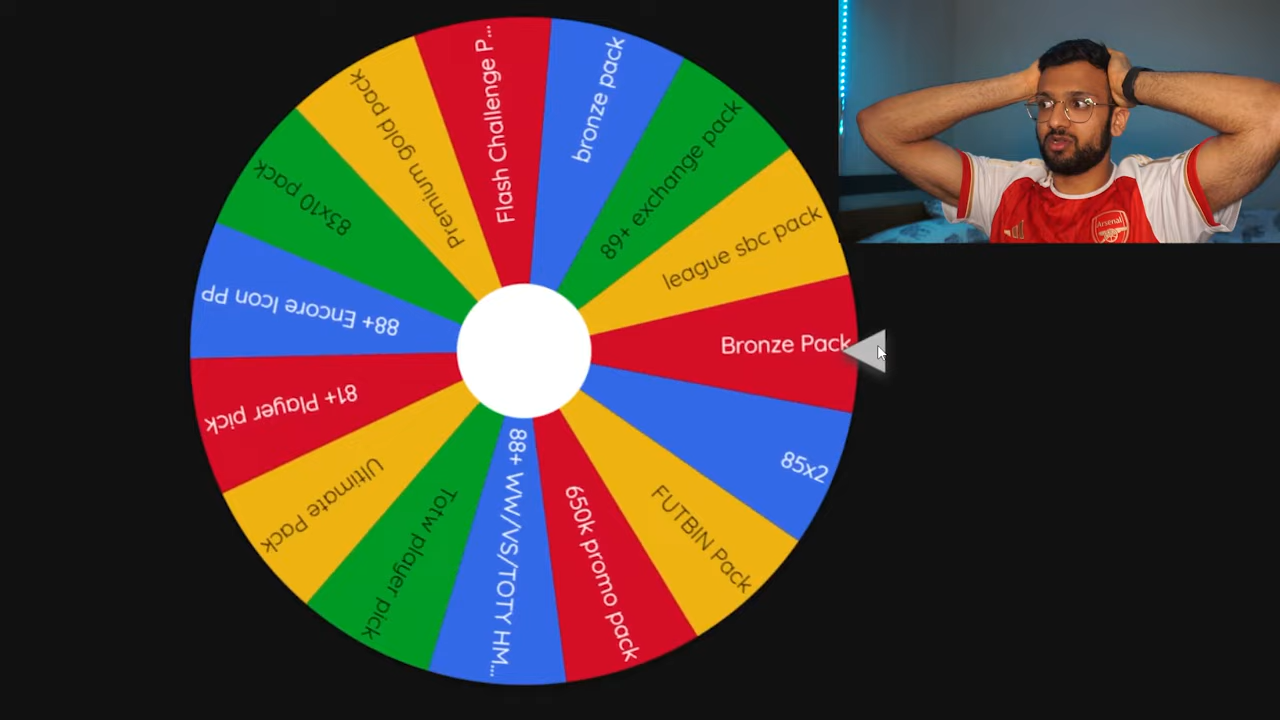 Flash Challenge P...
bronze pack
89+ exchange pack
league sbc pack
Bronze Pack
85x2
FUTBIN Pack
650k promo pack
88+ WW/VS/TOTY HM...
Totw player pick
Ultimate Pack
81+ Player pick
88+ Encore Icon PP
83x10 pack
Premium gold pack
Arsenal